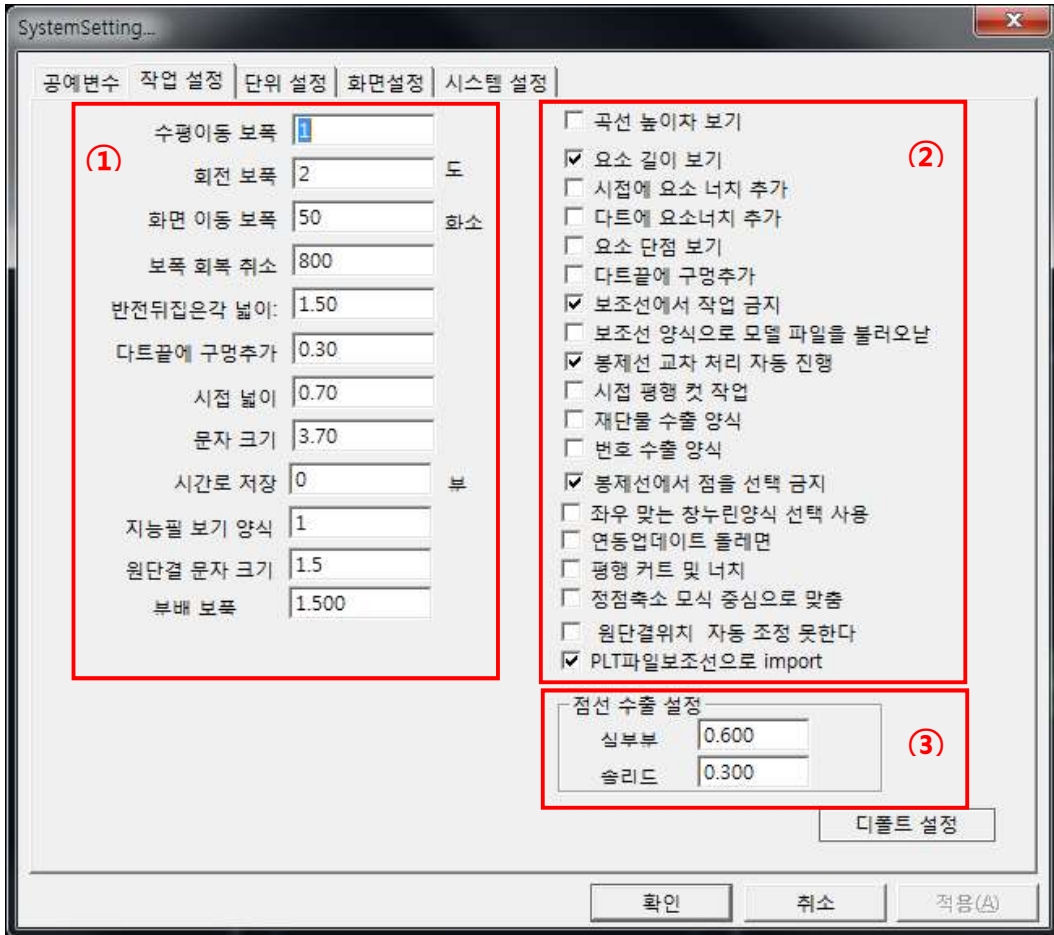 SystemSetting...
공예변수 작업 설정 단위 설정 화면설정 시스템 설정
①
수평이동 보폭 1
회전 보폭 2 도
화면 이동 보폭 50 화소
보폭 회복 취소 800
반전뒤집은각 넓이: 1.50
다트끝에 구멍추가 0.30
시접 넓이 0.70
문자 크기 3.70
시간로 저장 0 부
지능필 보기 양식 1
원단결 문자 크기 1.5
부배 보폭 1.500
②
곡선 높이차 보기
요소 길이 보기
시접에 요소 너치 추가
다트에 요소너치 추가
요소 단점 보기
다트끝에 구멍추가
보조선에서 작업 금지
보조선 양식으로 모델 파일을 불러오낟
봉제선 교차 처리 자동 진행
시접 평행 컷 작업
재단물 수출 양식
번호 수출 양식
봉제선에서 점을 선택 금지
좌우 맞는 창누린양식 선택 사용
연동업데이트 돌레면
평행 커트 및 너치
정점축소 모식 중심으로 맞춤
원단결위치 자동 조정 못한다
PLT파일보조선으로 import
점선 수출 설정
③
심부부 0.600
솔리드 0.300
디폴트 설정
확인 취소 적용(A)